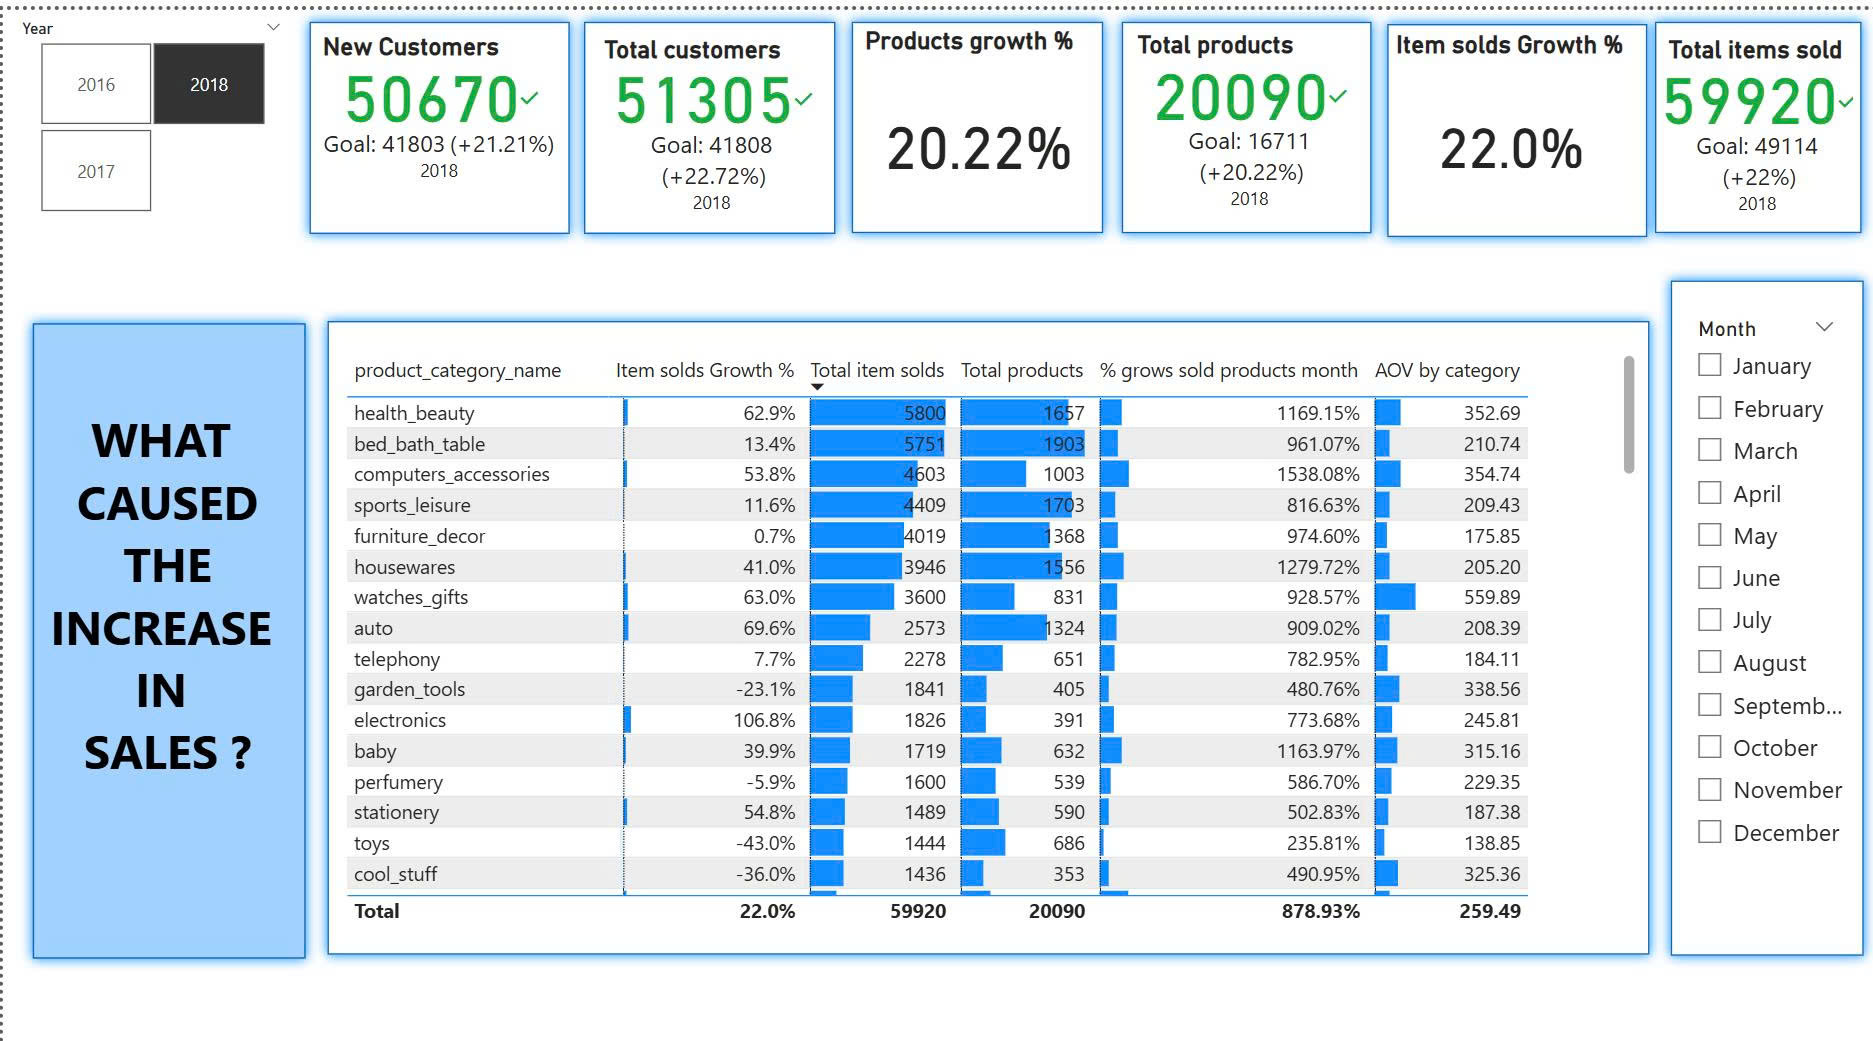 Year
2016
2018
2017
New Customers
50670
Goal: 41803 (+21.21%)
2018
Total customers
51305
Goal: 41808
(+22.72%)
2018
Products growth %
20.22%
Total products
20090
Goal: 16711
(+20.22%)
2018
Item solds Growth %
22.0%
Total items sold
59920
Goal: 49114
(+22%)
2018
WHAT
CAUSED
THE
INCREASE
IN
SALES ?
product_category_name Item solds Growth % Total item solds Total products % grows sold products month AOV by category
health_beauty 62.9% 5800 1657 1169.15% 352.69
bed_bath_table 13.4% 5751 1903 961.07% 210.74
computers_accessories 53.8% 4603 1003 1538.08% 354.74
sports_leisure 11.6% 4409 1703 816.63% 209.43
furniture_decor 0.7% 4019 1368 974.60% 175.85
housewares 41.0% 3946 1556 1279.72% 205.20
watches_gifts 63.0% 3600 831 928.57% 559.89
auto 69.6% 2573 1324 909.02% 208.39
telephony 7.7% 2278 651 782.95% 184.11
garden_tools -23.1% 1841 405 480.76% 338.56
electronics 106.8% 1826 391 773.68% 245.81
baby 39.9% 1719 632 1163.97% 315.16
perfumery -5.9% 1600 539 586.70% 229.35
stationery 54.8% 1489 590 502.83% 187.38
toys -43.0% 1444 686 235.81% 138.85
cool_stuff -36.0% 1436 353 490.95% 325.36
Total 22.0% 59920 20090 878.93% 259.49
Month
January
February
March
April
May
June
July
August
Septemb...
October
November
December